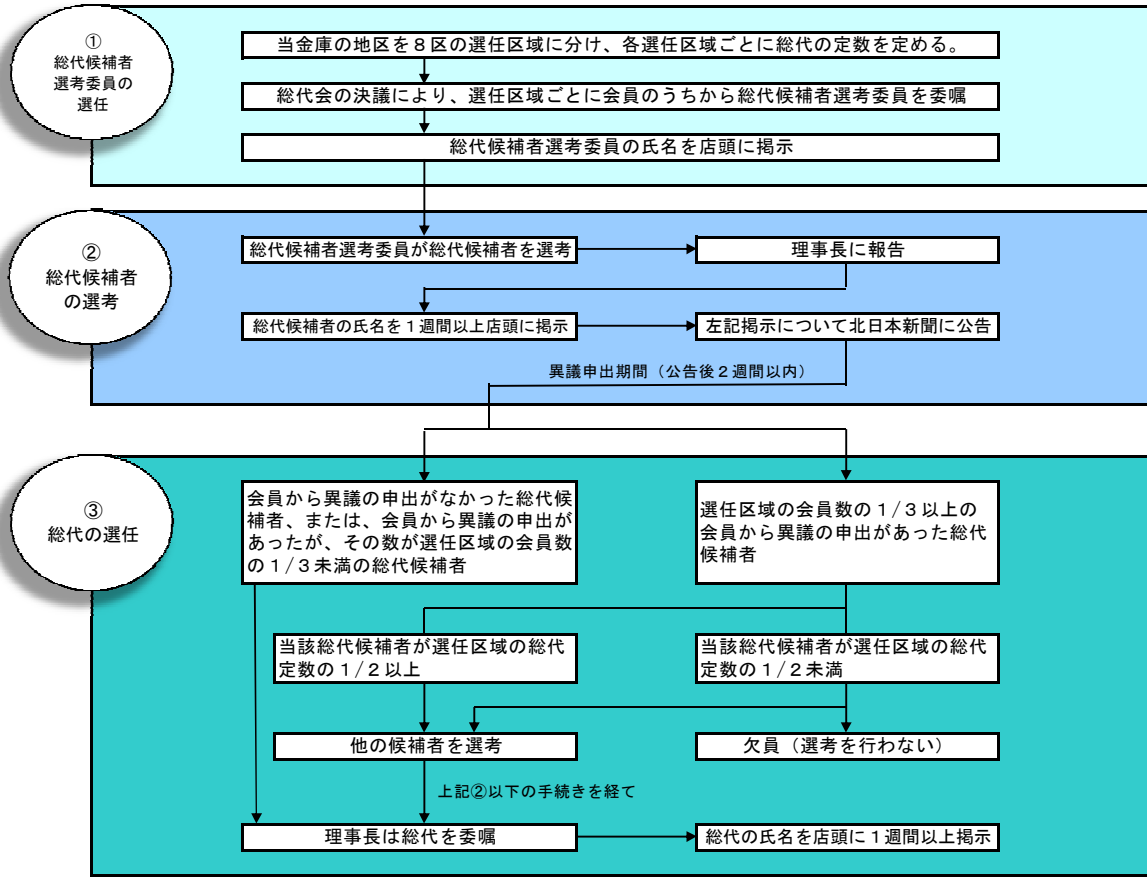 ①
総代候補者
選考委員の
選任
当金庫の地区を８区の選任区域に分け、各選任区域ごとに総代の定数を定める。
総代会の決議により、選任区域ごとに会員のうちから総代候補者選考委員を委嘱
総代候補者選考委員の氏名を店頭に掲示
②
総代候補者
の選考
総代候補者選考委員が総代候補者を選考
理事長に報告
総代候補者の氏名を１週間以上店頭に掲示
左記掲示について北日本新聞に公告
異議申出期間（公告後２週間以内）
③
総代の選任
会員から異議の申出がなかった総代候
補者、または、会員から異議の申出が
あったが、その数が選任区域の会員数
の１/３未満の総代候補者
選任区域の会員数の１/３以上の
会員から異議の申出があった総代
候補者
当該総代候補者が選任区域の総代
定数の１/２以上
当該総代候補者が選任区域の総代
定数の１/２未満
他の候補者を選考
欠員（選考を行わない）
上記②以下の手続きを経て
理事長は総代を委嘱
総代の氏名を店頭に１週間以上掲示